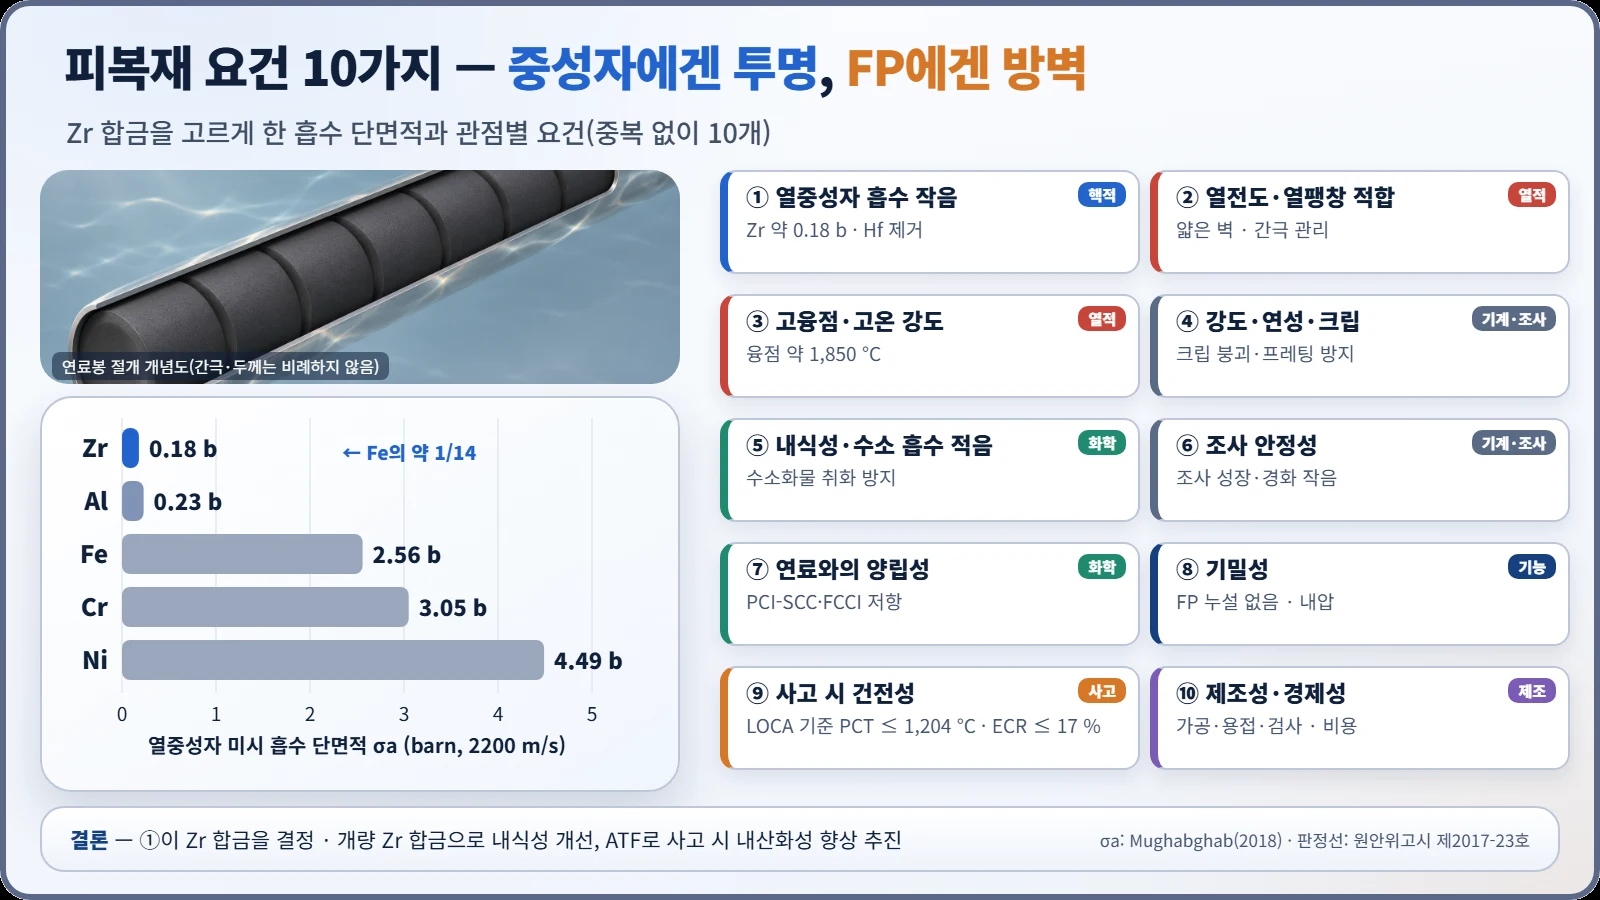 피복재 요건 10가지 — 중성자에겐 투명, FP에겐 방벽
Zr 합금을 고르게 한 흡수 단면적과 관점별 요건(중복 없이 10개)
연료봉 절개 개념도(간극·두께는 비례하지 않음)
Zr 0.18 b ← Fe의 약 1/14
Al 0.23 b
Fe 2.56 b
Cr 3.05 b
Ni 4.49 b
0 1 2 3 4 5
열중성자 미시 흡수 단면적 σa (barn, 2200 m/s)
① 열중성자 흡수 작음 핵적
Zr 약 0.18 b · Hf 제거
② 열전도·열팽창 적합 열적
얇은 벽 · 간극 관리
③ 고융점·고온 강도 열적
융점 약 1,850 °C
④ 강도·연성·크립 기계·조사
크립 붕괴·프레팅 방지
⑤ 내식성·수소 흡수 적음 화학
수소화물 취화 방지
⑥ 조사 안정성 기계·조사
조사 성장·경화 작음
⑦ 연료와의 양립성 화학
PCI-SCC·FCCI 저항
⑧ 기밀성 기능
FP 누설 없음 · 내압
⑨ 사고 시 건전성 사고
LOCA 기준 PCT ≤ 1,204 °C · ECR ≤ 17 %
⑩ 제조성·경제성 제조
가공·용접·검사 · 비용
결론 — ①이 Zr 합금을 결정 · 개량 Zr 합금으로 내식성 개선, ATF로 사고 시 내산화성 향상 추진
σa: Mughabghab(2018) · 판정선: 원안위고시 제2017-23호